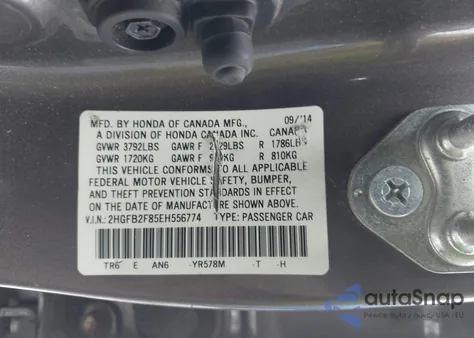 MFD. BY HONDA OF CANADA MFG., 09/14
A DIVISION OF HONDA CANADA INC. CANADA
GVWR 3792LBS GAWR F 2029LBS R 1786LBS
GVWR 1720KG GAWR F 920KG R 810KG
THIS VEHICLE CONFORMS TO ALL APPLICABLE
FEDERAL MOTOR VEHICLE SAFETY, BUMPER,
AND THEFT PREVENTION STANDARDS IN EFFECT
ON THE DATE OF MANUFACTURE SHOWN ABOVE.
V.I.N.: 2HGFB2F85EH556774 TYPE: PASSENGER CAR
TR6 E AN6 -YR578M -T -H
autoSnap